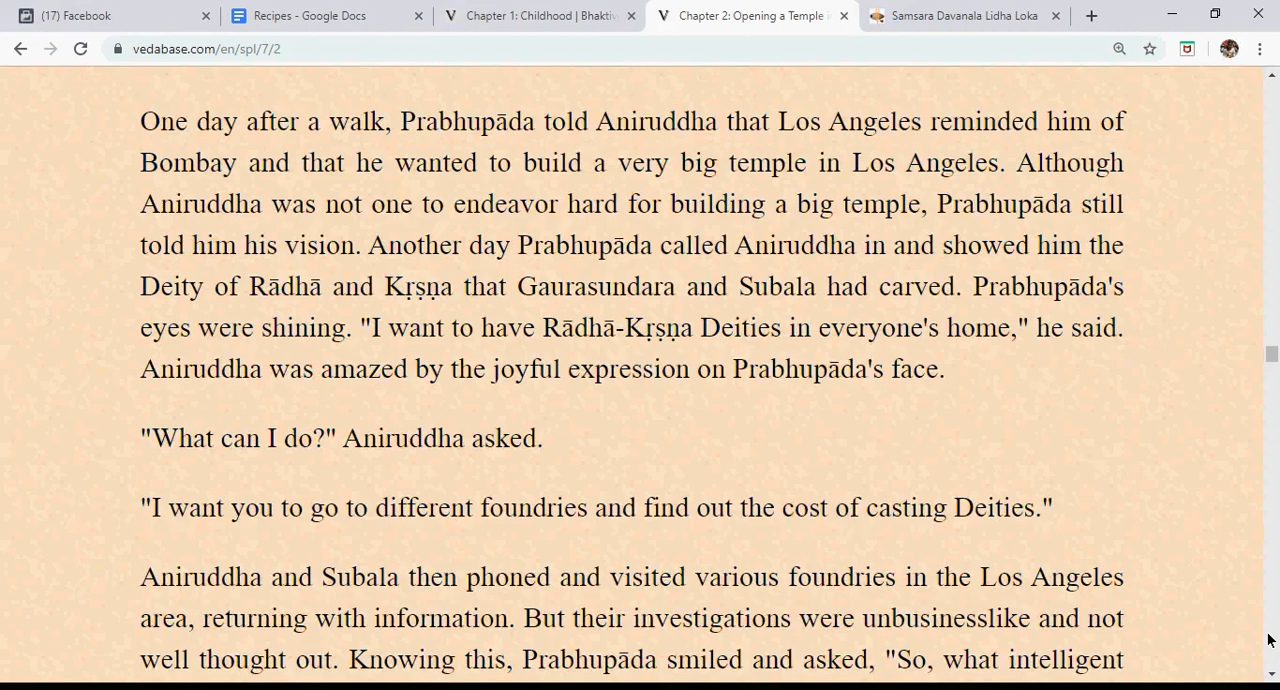 (17) Facebook
Recipes - Google Docs
Chapter 1: Childhood | Bhaktiv
Chapter 2: Opening a Temple i
Samsara Davanala Lidha Loka
vedabase.com/en/spl/7/2
One day after a walk, Prabhupāda told Aniruddha that Los Angeles reminded him of
Bombay and that he wanted to build a very big temple in Los Angeles. Although
Aniruddha was not one to endeavor hard for building a big temple, Prabhupāda still
told him his vision. Another day Prabhupāda called Aniruddha in and showed him the
Deity of Rādhā and Kṛṣṇa that Gaurasundara and Subala had carved. Prabhupāda's
eyes were shining. "I want to have Rādhā-Kṛṣṇa Deities in everyone's home," he said.
Aniruddha was amazed by the joyful expression on Prabhupāda's face.
"What can I do?" Aniruddha asked.
"I want you to go to different foundries and find out the cost of casting Deities."
Aniruddha and Subala then phoned and visited various foundries in the Los Angeles
area, returning with information. But their investigations were unbusinesslike and not
well thought out. Knowing this, Prabhupāda smiled and asked, "So, what intelligent